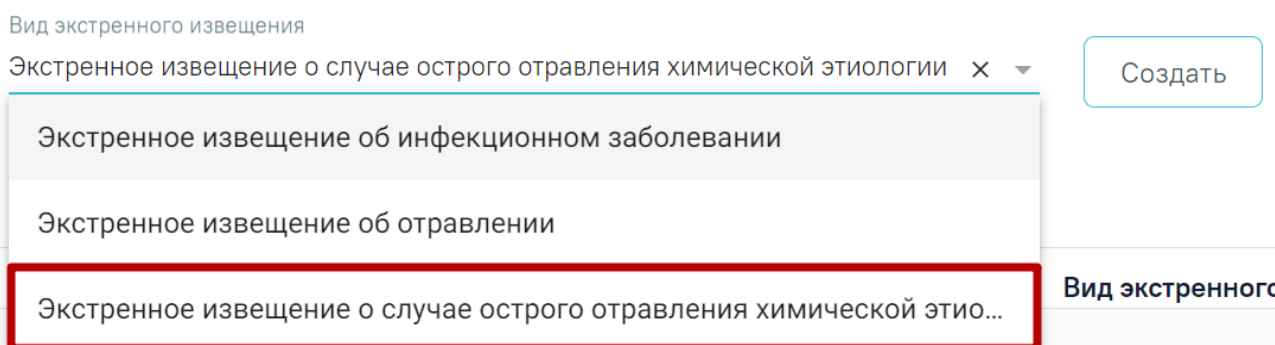 Вид экстренного извещения
Экстренное извещение о случае острого отравления химической этиологии
Создать
Экстренное извещение об инфекционном заболевании
Экстренное извещение об отравлении
Вид экстренного
Экстренное извещение о случае острого отравления химической этио...